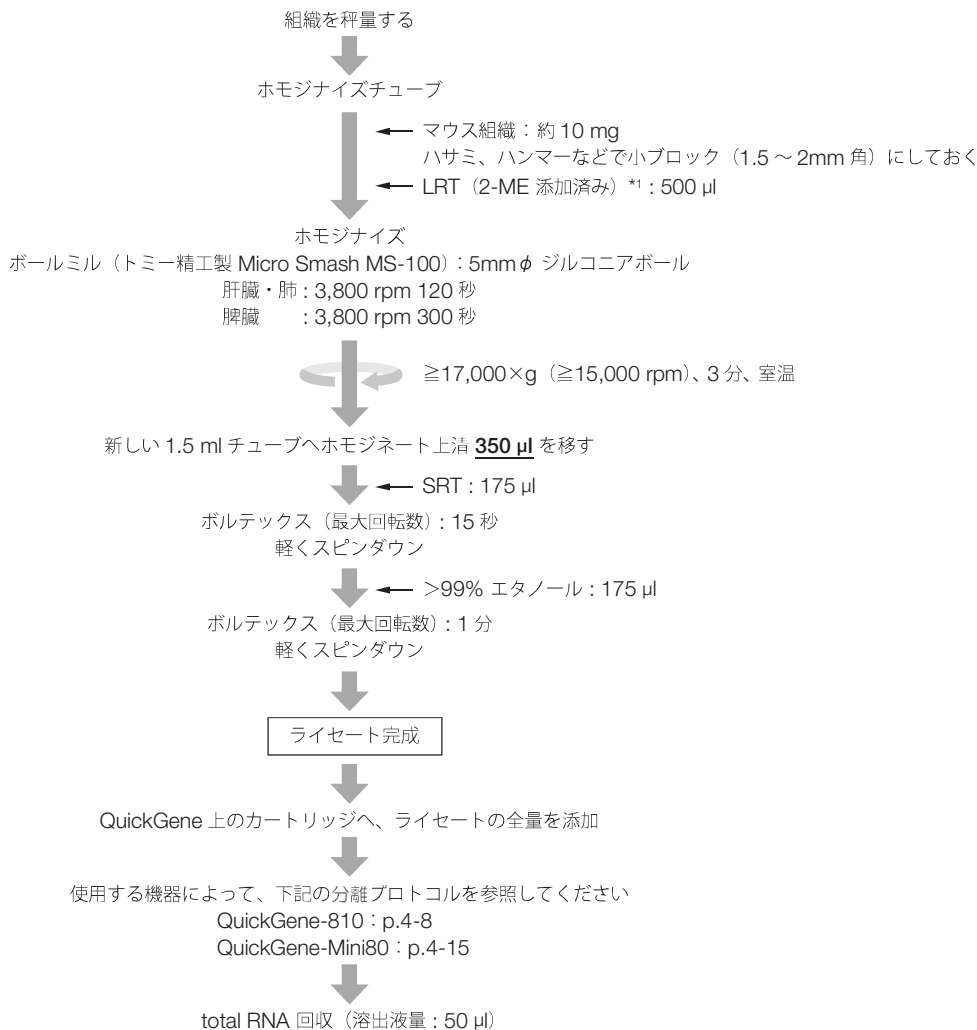 組織を秤量する
ホモジナイズチューブ
マウス組織：約 10 mg
ハサミ、ハンマーなどで小ブロック（1.5 ～ 2mm 角）にしておく
LRT（2-ME 添加済み）*1 : 500 μl
ホモジナイズ
ボールミル（トミー精工製 Micro Smash MS-100）: 5mmφ ジルコニアボール
肝臓・肺 : 3,800 rpm 120 秒
脾臓 : 3,800 rpm 300 秒
≧17,000×g（≧15,000 rpm）、3 分、室温
新しい 1.5 ml チューブへホモジネート上清 350 μl を移す
SRT : 175 μl
ボルテックス（最大回転数）: 15 秒
軽くスピンダウン
>99% エタノール : 175 μl
ボルテックス（最大回転数）: 1 分
軽くスピンダウン
ライセート完成
QuickGene 上のカートリッジへ、ライセートの全量を添加
使用する機器によって、下記の分離プロトコルを参照してください
QuickGene-810 : p.4-8
QuickGene-Mini80 : p.4-15
total RNA 回収（溶出液量 : 50 μl）